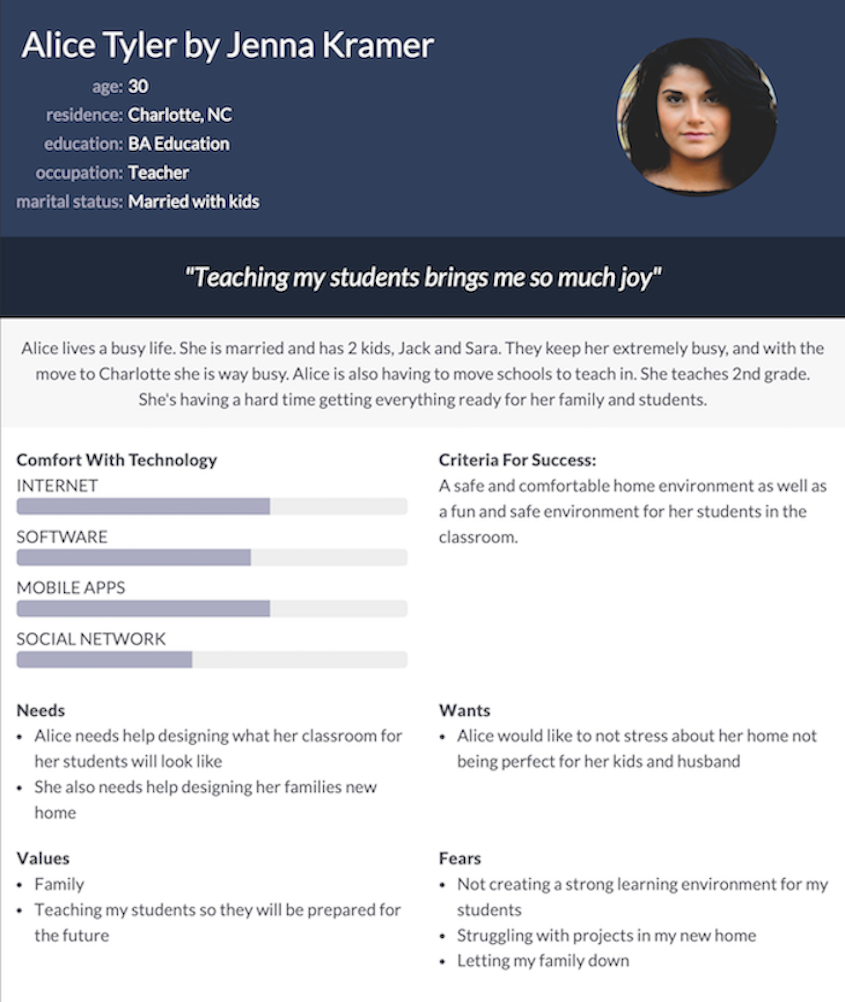 Alice Tyler by Jenna Kramer
age: 30
residence: Charlotte, NC
education: BA Education
occupation: Teacher
marital status: Married with kids
"Teaching my students brings me so much joy"
Alice lives a busy life. She is married and has 2 kids, Jack and Sara. They keep her extremely busy, and with the
move to Charlotte she is way busy. Alice is also having to move schools to teach in. She teaches 2nd grade.
She's having a hard time getting everything ready for her family and students.
Comfort With Technology
INTERNET
SOFTWARE
MOBILE APPS
SOCIAL NETWORK
Criteria For Success:
A safe and comfortable home environment as well as
a fun and safe environment for her students in the
classroom.
Needs
• Alice needs help designing what her classroom for
her students will look like
• She also needs help designing her families new
home
Wants
• Alice would like to not stress about her home not
being perfect for her kids and husband
Values
• Family
• Teaching my students so they will be prepared for
the future
Fears
• Not creating a strong learning environment for my
students
• Struggling with projects in my new home
• Letting my family down